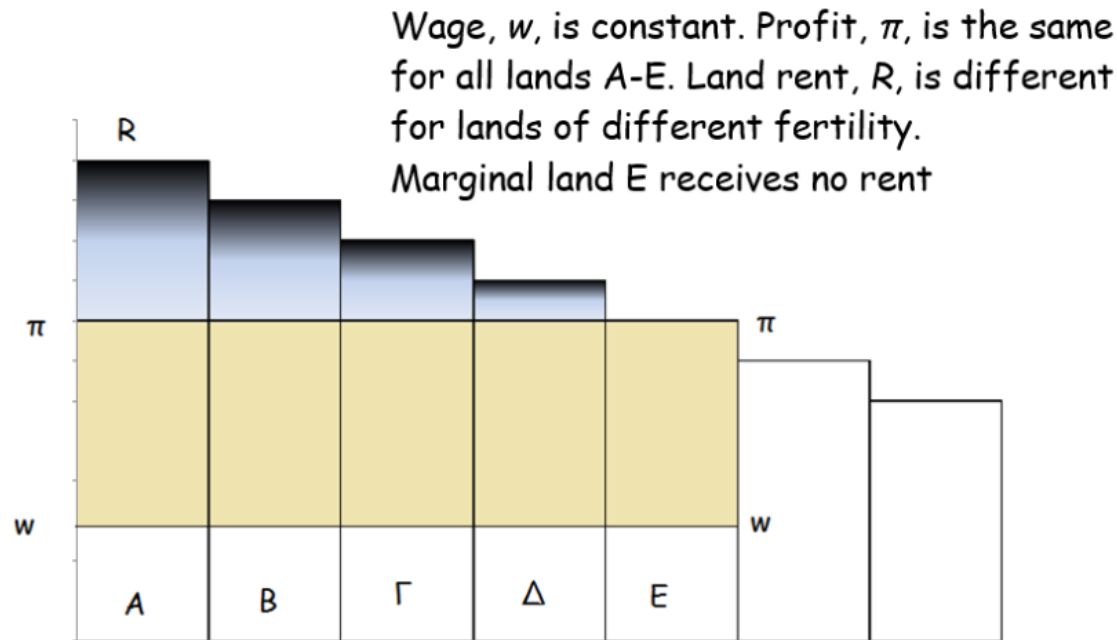 Wage, w, is constant. Profit, π, is the same
for all lands A-E. Land rent, R, is different
for lands of different fertility.
Marginal land E receives no rent
R
π
π
w
w
Α
Β
Γ
Δ
Ε